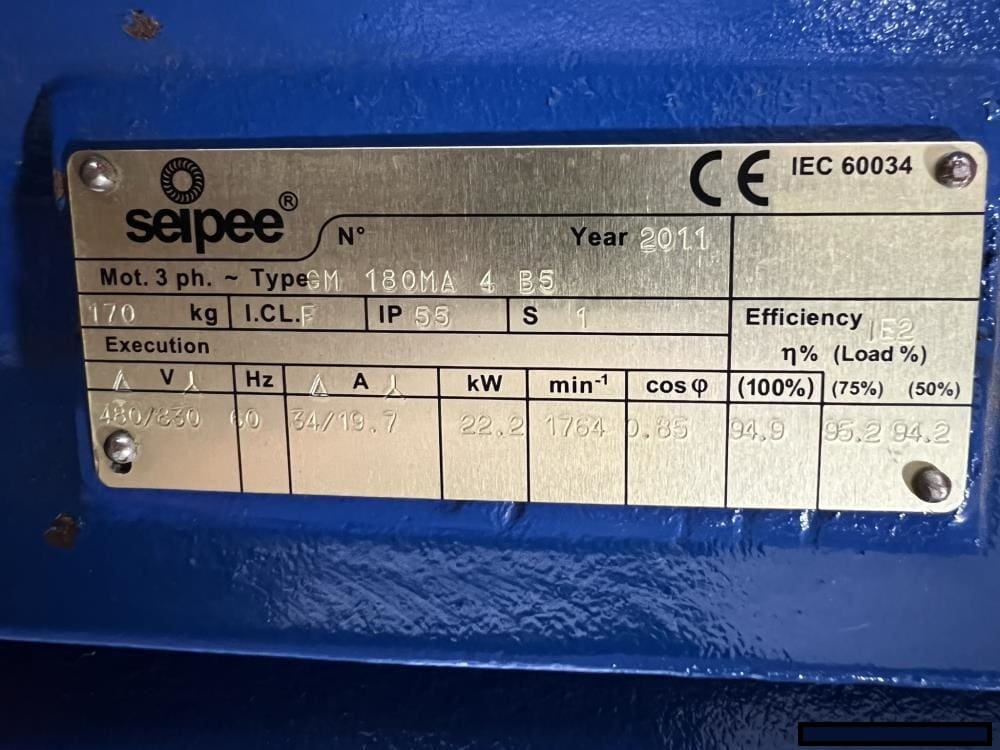 CE IEC 60034
seipee®
N° Year 2011
Mot. 3 ph. ~ Type GM 180MA 4 B5
170 kg I.CL. F IP 55 S 1
Efficiency IE2
Execution
η% (Load %)
△ V Y Hz △ A Y kW min⁻¹ cos φ (100%) (75%) (50%)
480/830 60 34/19.7 22.2 1764 0.85 94.9 95.2 94.2